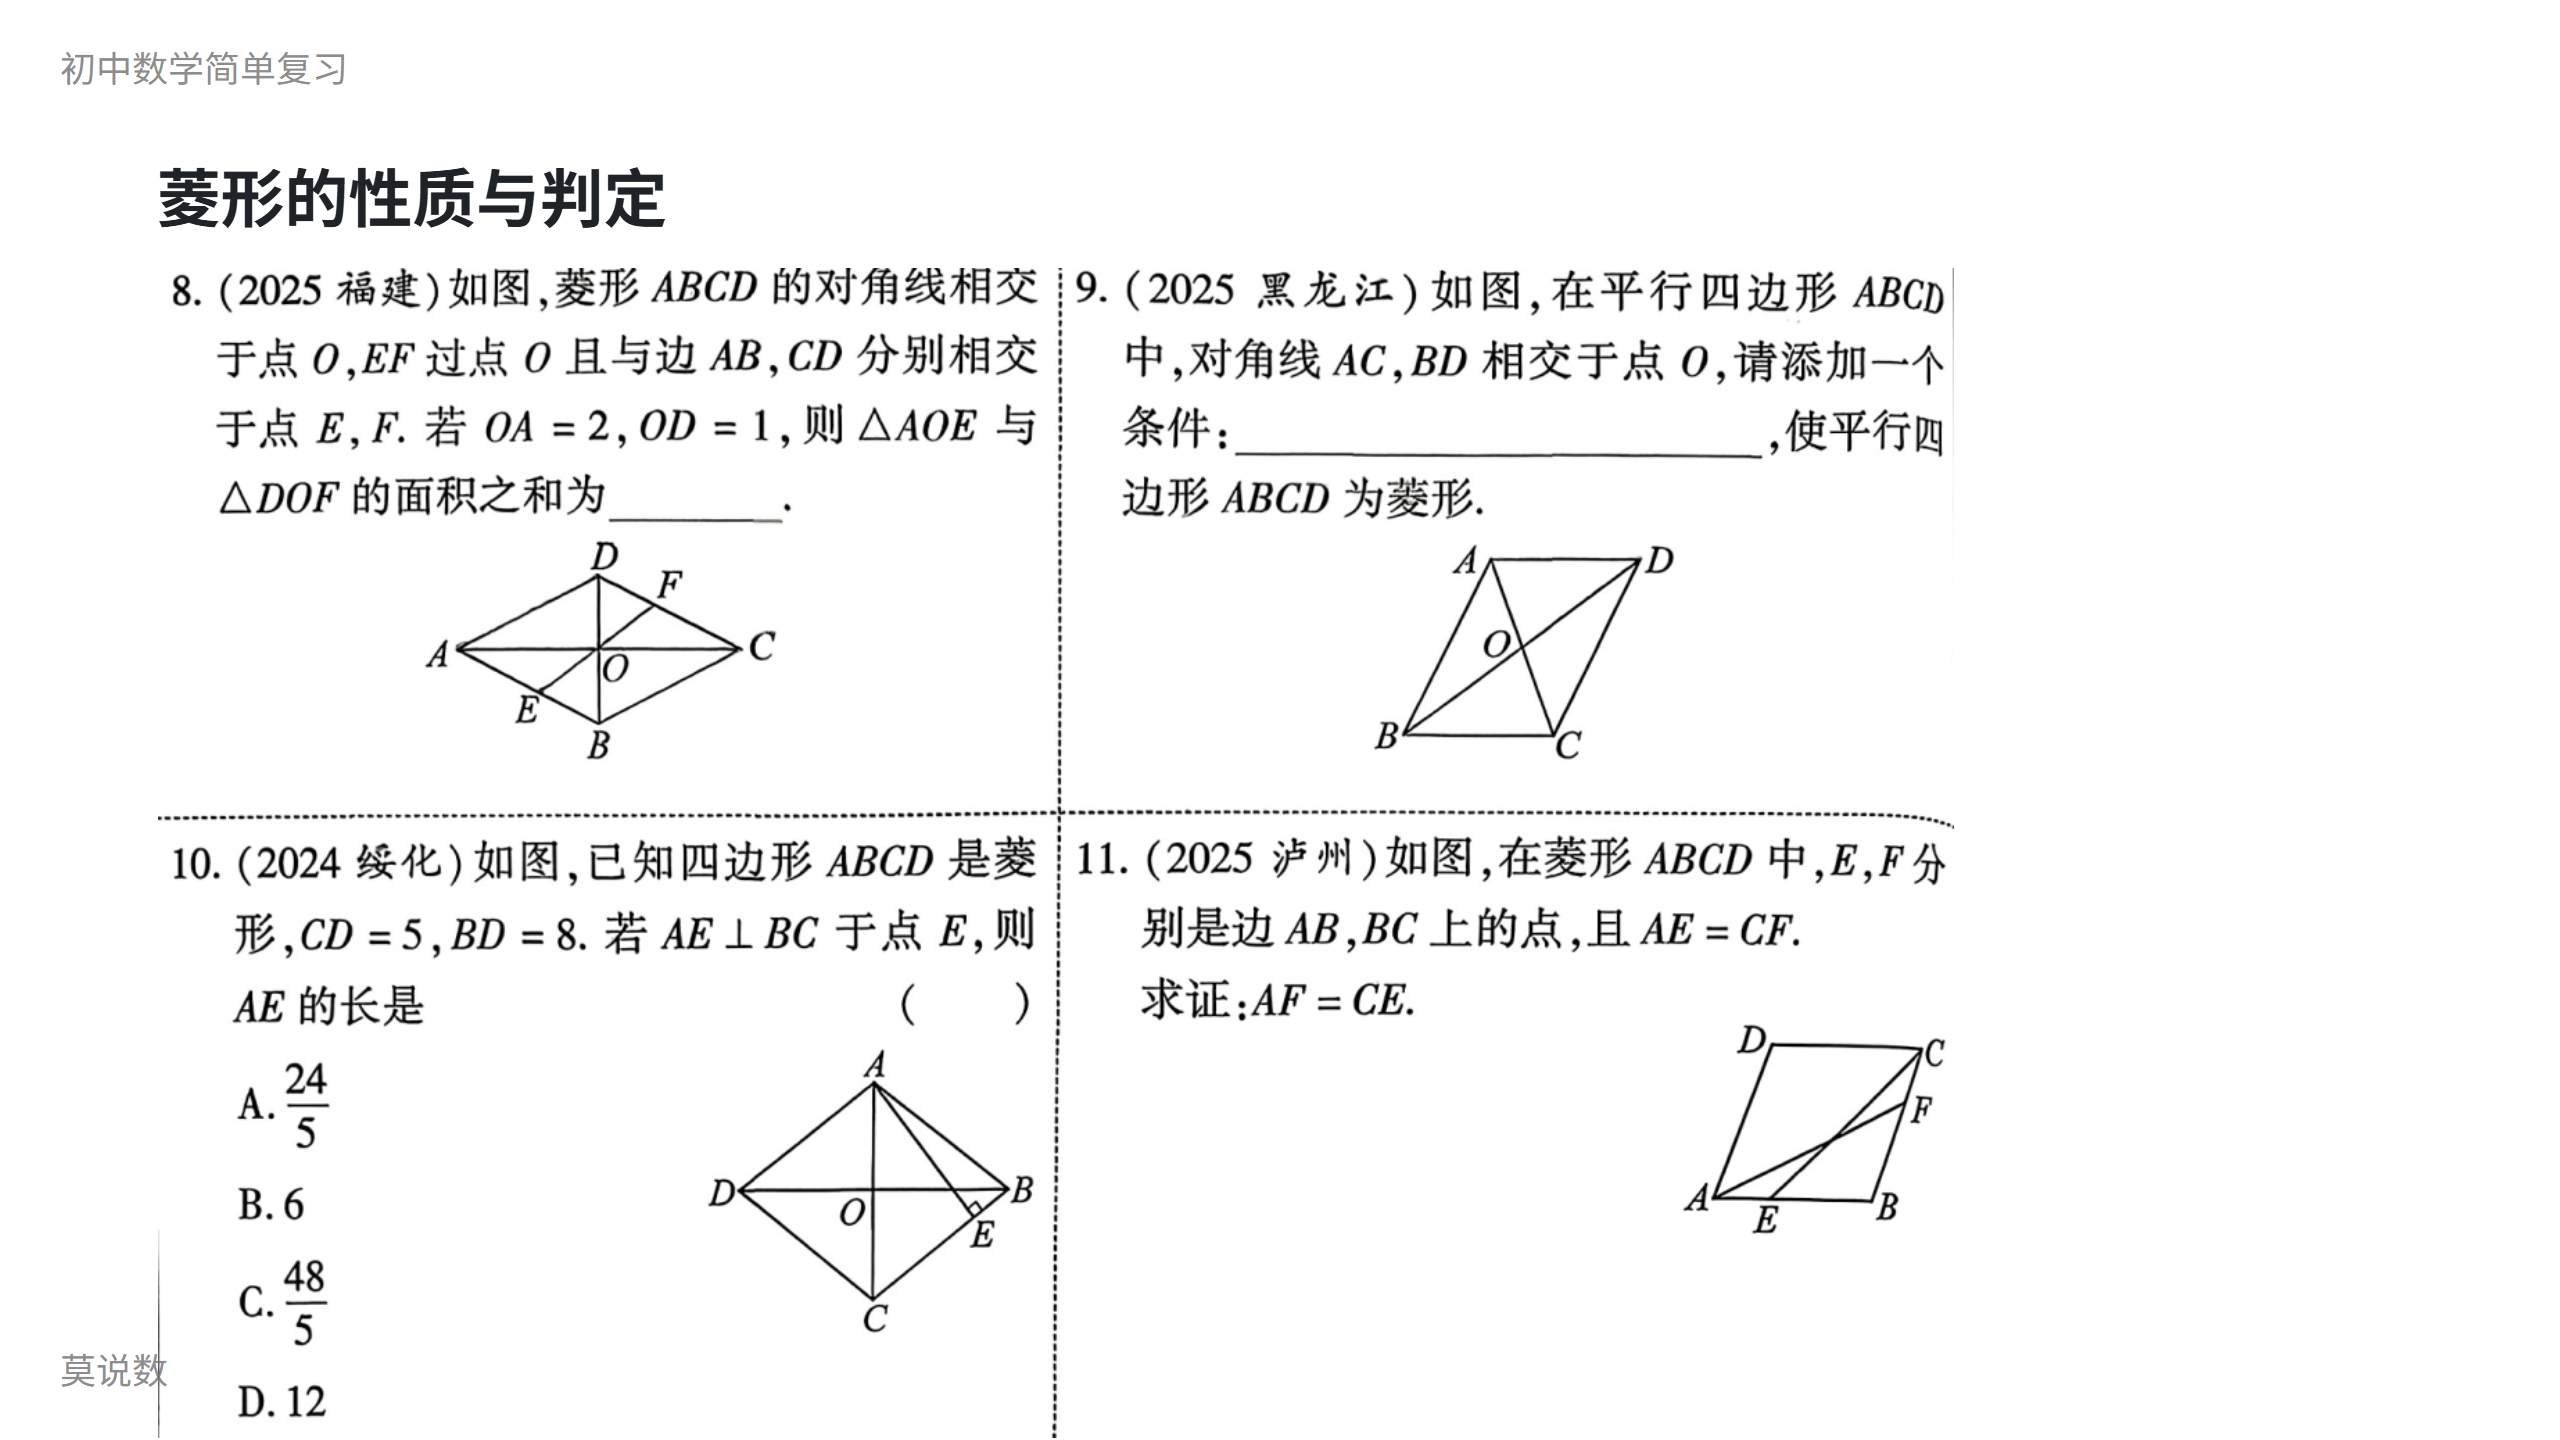 初中数学简单复习
菱形的性质与判定
8. (2025 福建)如图,菱形 ABCD 的对角线相交
于点 O,EF 过点 O 且与边 AB,CD 分别相交
于点 E,F. 若 OA = 2,OD = 1,则 △AOE 与
△DOF 的面积之和为________.
D
F
A
C
O
E
B
9. (2025 黑龙江)如图,在平行四边形 ABCD
中,对角线 AC,BD 相交于点 O,请添加一个
条件:________________________,使平行四
边形 ABCD 为菱形.
A
D
O
B
C
10. (2024 绥化)如图,已知四边形 ABCD 是菱
形,CD = 5,BD = 8. 若 AE⊥BC 于点 E,则
AE 的长是 ( )
A. 24/5
B. 6
C. 48/5
D. 12
A
D
B
O
E
C
11. (2025 泸州)如图,在菱形 ABCD 中,E,F 分
别是边 AB,BC 上的点,且 AE = CF.
求证:AF = CE.
D
C
F
A
E
B
莫说数